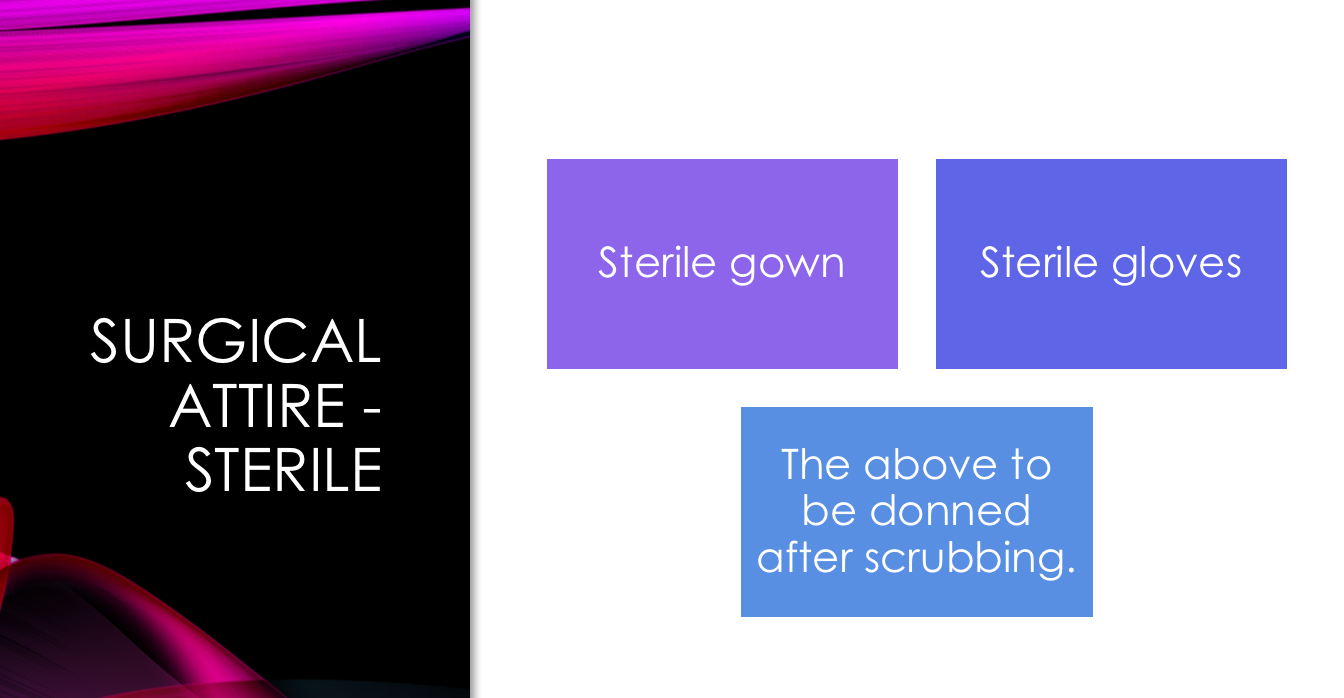 SURGICAL
ATTIRE -
STERILE
Sterile gown
Sterile gloves
The above to
be donned
after scrubbing.